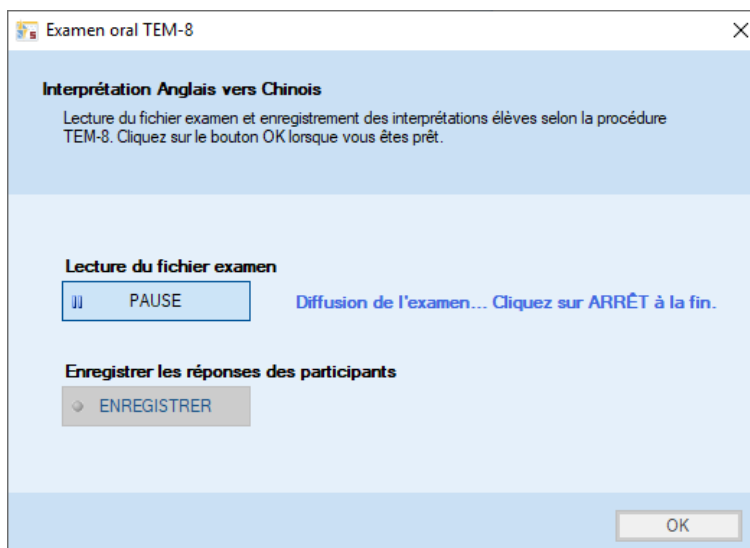 Examen oral TEM-8
Interprétation Anglais vers Chinois
Lecture du fichier examen et enregistrement des interprétations élèves selon la procédure
TEM-8. Cliquez sur le bouton OK lorsque vous êtes prêt.
Lecture du fichier examen
PAUSE
Diffusion de l'examen... Cliquez sur ARRÊT à la fin.
Enregistrer les réponses des participants
ENREGISTRER
OK